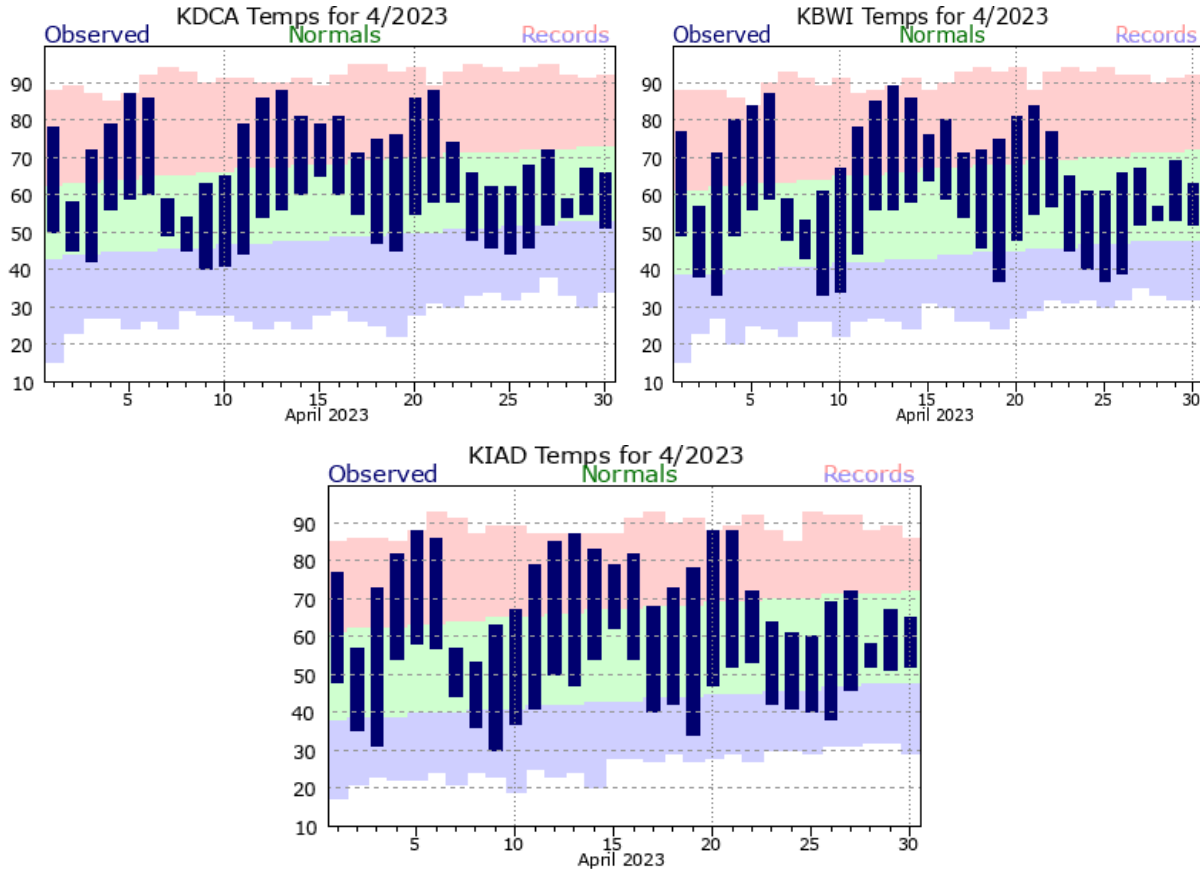 KDCA Temps for 4/2023
Observed Normals Records
90
80
70
60
50
40
30
20
10
5 10 15 20 25 30
April 2023
KBWI Temps for 4/2023
Observed Normals Records
90
80
70
60
50
40
30
20
10
5 10 15 20 25 30
April 2023
KIAD Temps for 4/2023
Observed Normals Records
90
80
70
60
50
40
30
20
10
5 10 15 20 25 30
April 2023